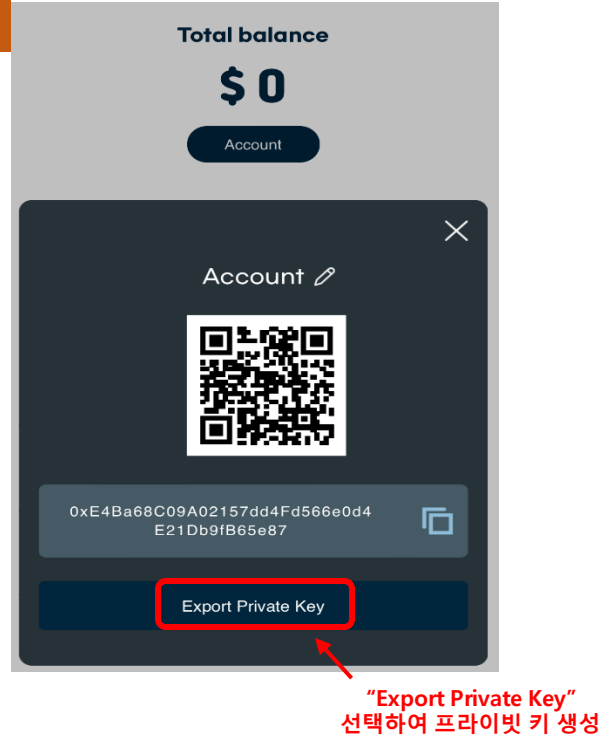 Total balance
$ 0
Account
Account
0xE4Ba68C09A02157dd4Fd566e0d4
E21Db9fB65e87
Export Private Key
“Export Private Key”
선택하여 프라이빗 키 생성